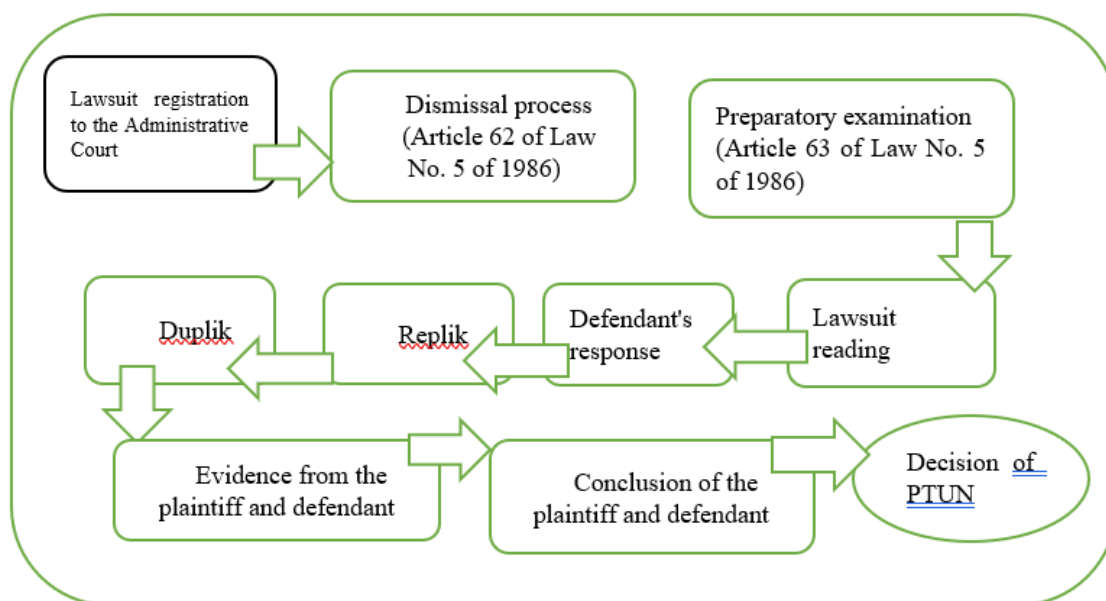 Lawsuit registration
to the Administrative
Court
Dismissal process
(Article 62 of Law
No. 5 of 1986)
Preparatory examination
(Article 63 of Law No. 5
of 1986)
Lawsuit
reading
Defendant's
response
Replik
Duplik
Evidence from the
plaintiff and defendant
Conclusion of the
plaintiff and defendant
Decision of
PTUN